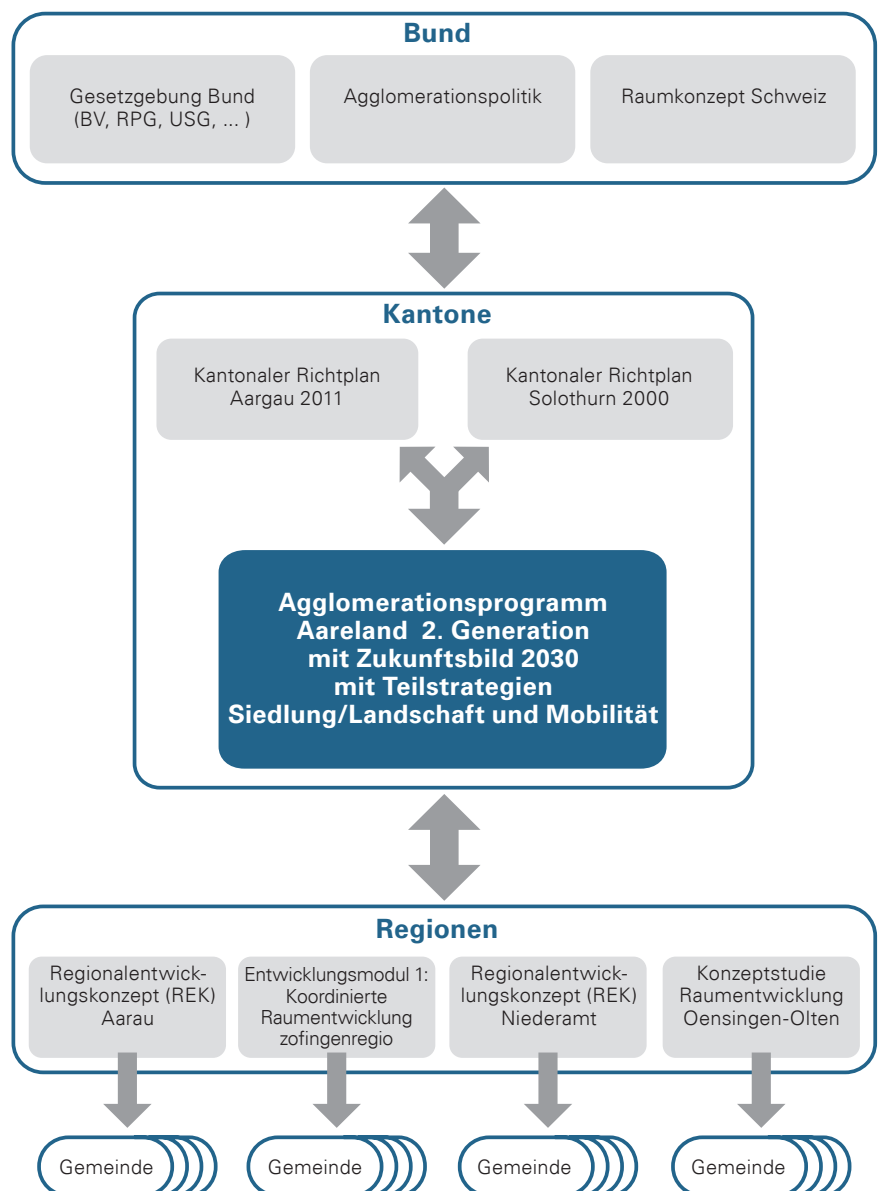 Bund
Gesetzgebung Bund
(BV, RPG, USG, ... )
Agglomerationspolitik
Raumkonzept Schweiz
Kantone
Kantonaler Richtplan
Aargau 2011
Kantonaler Richtplan
Solothurn 2000
Agglomerationsprogramm
Aareland 2. Generation
mit Zukunftsbild 2030
mit Teilstrategien
Siedlung/Landschaft und Mobilität
Regionen
Regionalentwick-
lungskonzept (REK)
Aarau
Entwicklungsmodul 1:
Koordinierte
Raumentwicklung
zofingenregio
Regionalentwick-
lungskonzept (REK)
Niederamt
Konzeptstudie
Raumentwicklung
Oensingen-Olten
Gemeinde
Gemeinde
Gemeinde
Gemeinde